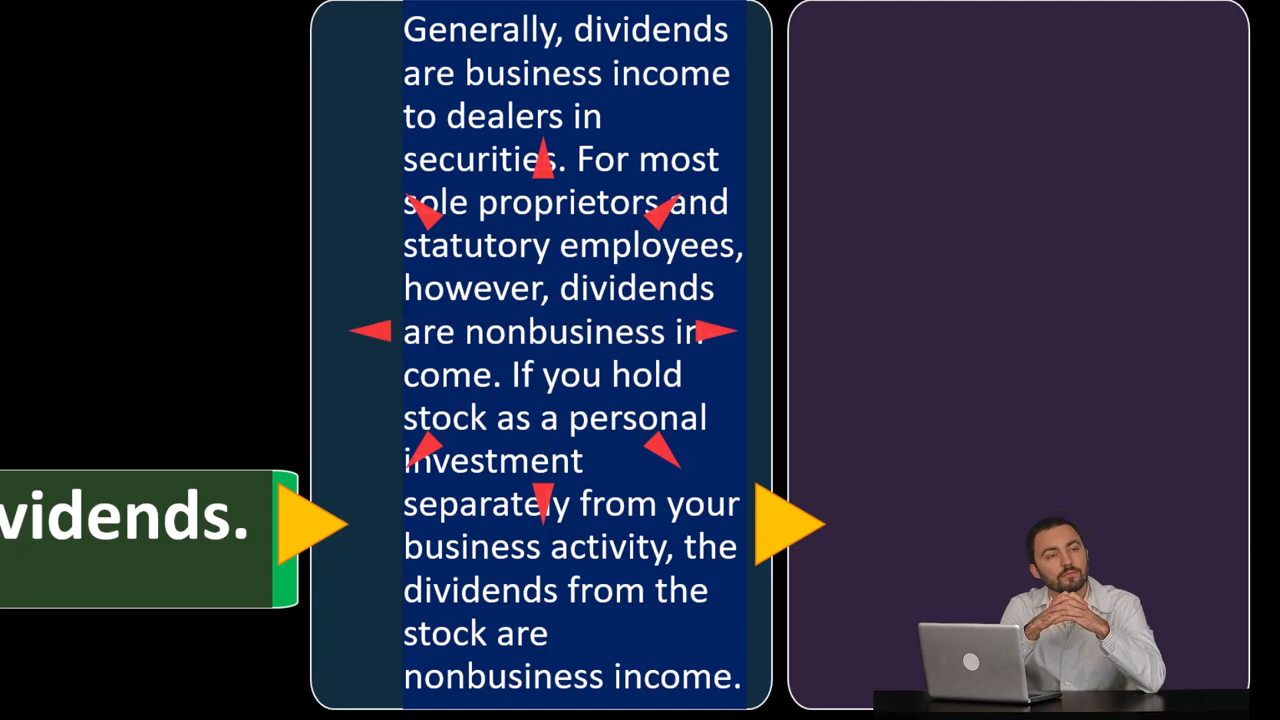 vidends.
Generally, dividends
are business income
to dealers in
securities. For most
sole proprietors and
statutory employees,
however, dividends
are nonbusiness in
come. If you hold
stock as a personal
investment
separately from your
business activity, the
dividends from the
stock are
nonbusiness income.